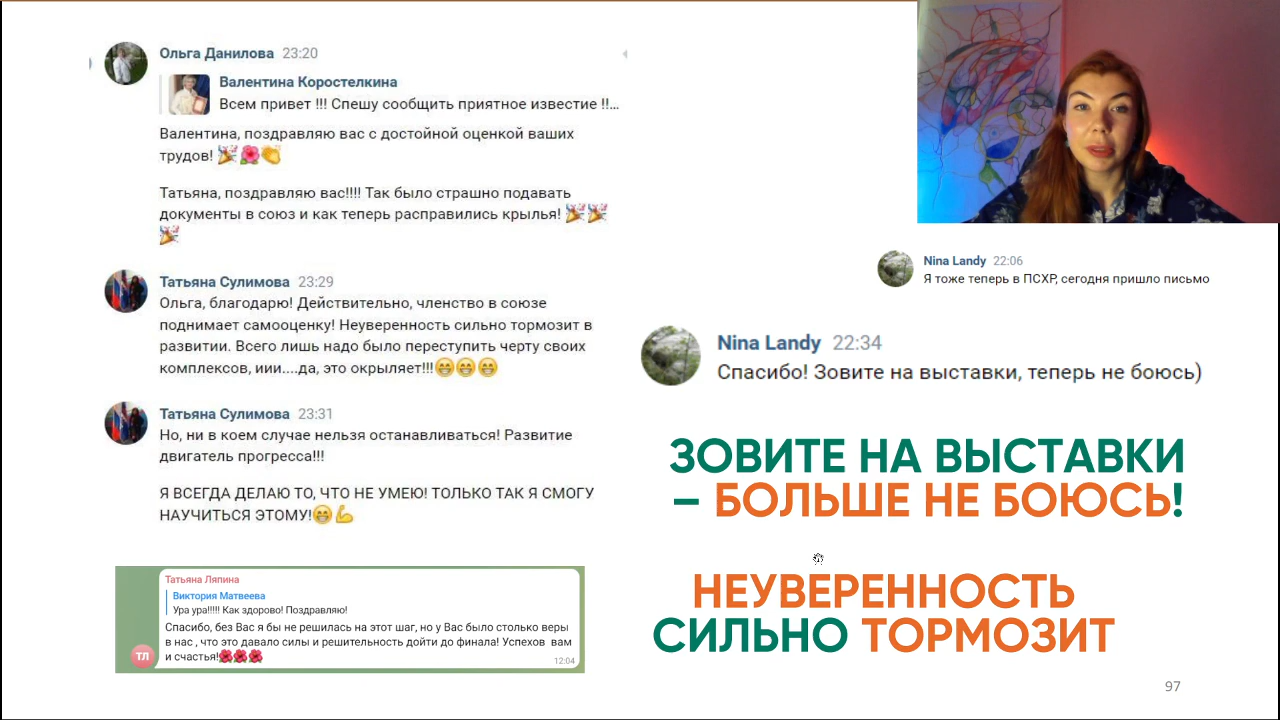 Ольга Данилова 23:20
Валентина Коростелкина
Всем привет !!! Спешу сообщить приятное известие !!...
Валентина, поздравляю вас с достойной оценкой ваших
трудов! 🎉🌺👏
Татьяна, поздравляю вас!!!! Так было страшно подавать
документы в союз и как теперь расправились крылья! 🎉🎉
🎉
Татьяна Сулимова 23:29
Ольга, благодарю! Действительно, членство в союзе
поднимает самооценку! Неуверенность сильно тормозит в
развитии. Всего лишь надо было переступить черту своих
комплексов, иии....да, это окрыляет!!!😁😁😁
Татьяна Сулимова 23:31
Но, ни в коем случае нельзя останавливаться! Развитие
двигатель прогресса!!!
Я ВСЕГДА ДЕЛАЮ ТО, ЧТО НЕ УМЕЮ! ТОЛЬКО ТАК Я СМОГУ
НАУЧИТЬСЯ ЭТОМУ!😁💪
Татьяна Ляпина
Виктория Матвеева
Ура ура!!!!! Как здорово! Поздравляю!
Спасибо, без Вас я бы не решилась на этот шаг, но у Вас было столько веры
в нас , что это давало силы и решительность дойти до финала! Успехов вам
и счастья!🌺🌺🌺
12:04
ТЛ
Nina Landy 22:06
Я тоже теперь в ПСХР, сегодня пришло письмо
Nina Landy 22:34
Спасибо! Зовите на выставки, теперь не боюсь)
ЗОВИТЕ НА ВЫСТАВКИ
– БОЛЬШЕ НЕ БОЮСЬ!
НЕУВЕРЕННОСТЬ
СИЛЬНО ТОРМОЗИТ
97